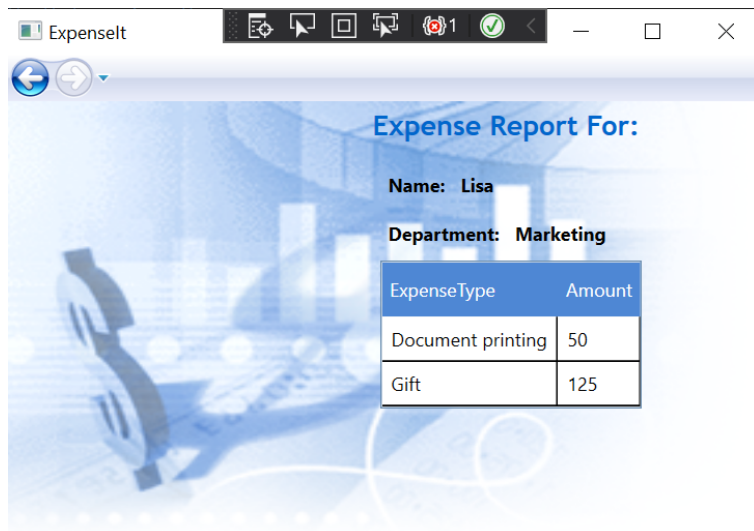 ExpenseIt
1
Expense Report For:
Name: Lisa
Department: Marketing
ExpenseType Amount
Document printing 50
Gift 125